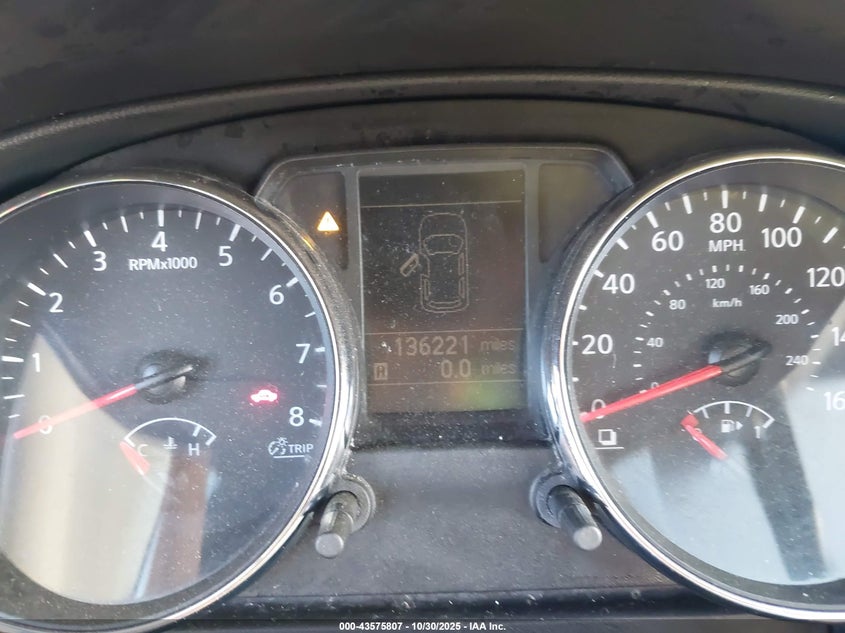 1 2 3 4 5 6 7 8
RPMx1000
0
C H
TRIP
136221 miles
H 0.0 miles
0 20 40 60 80 100 120
MPH
0 40 80 120 160 200 240
km/h
1
000-43575807 - 10/30/2025 - IAA Inc.